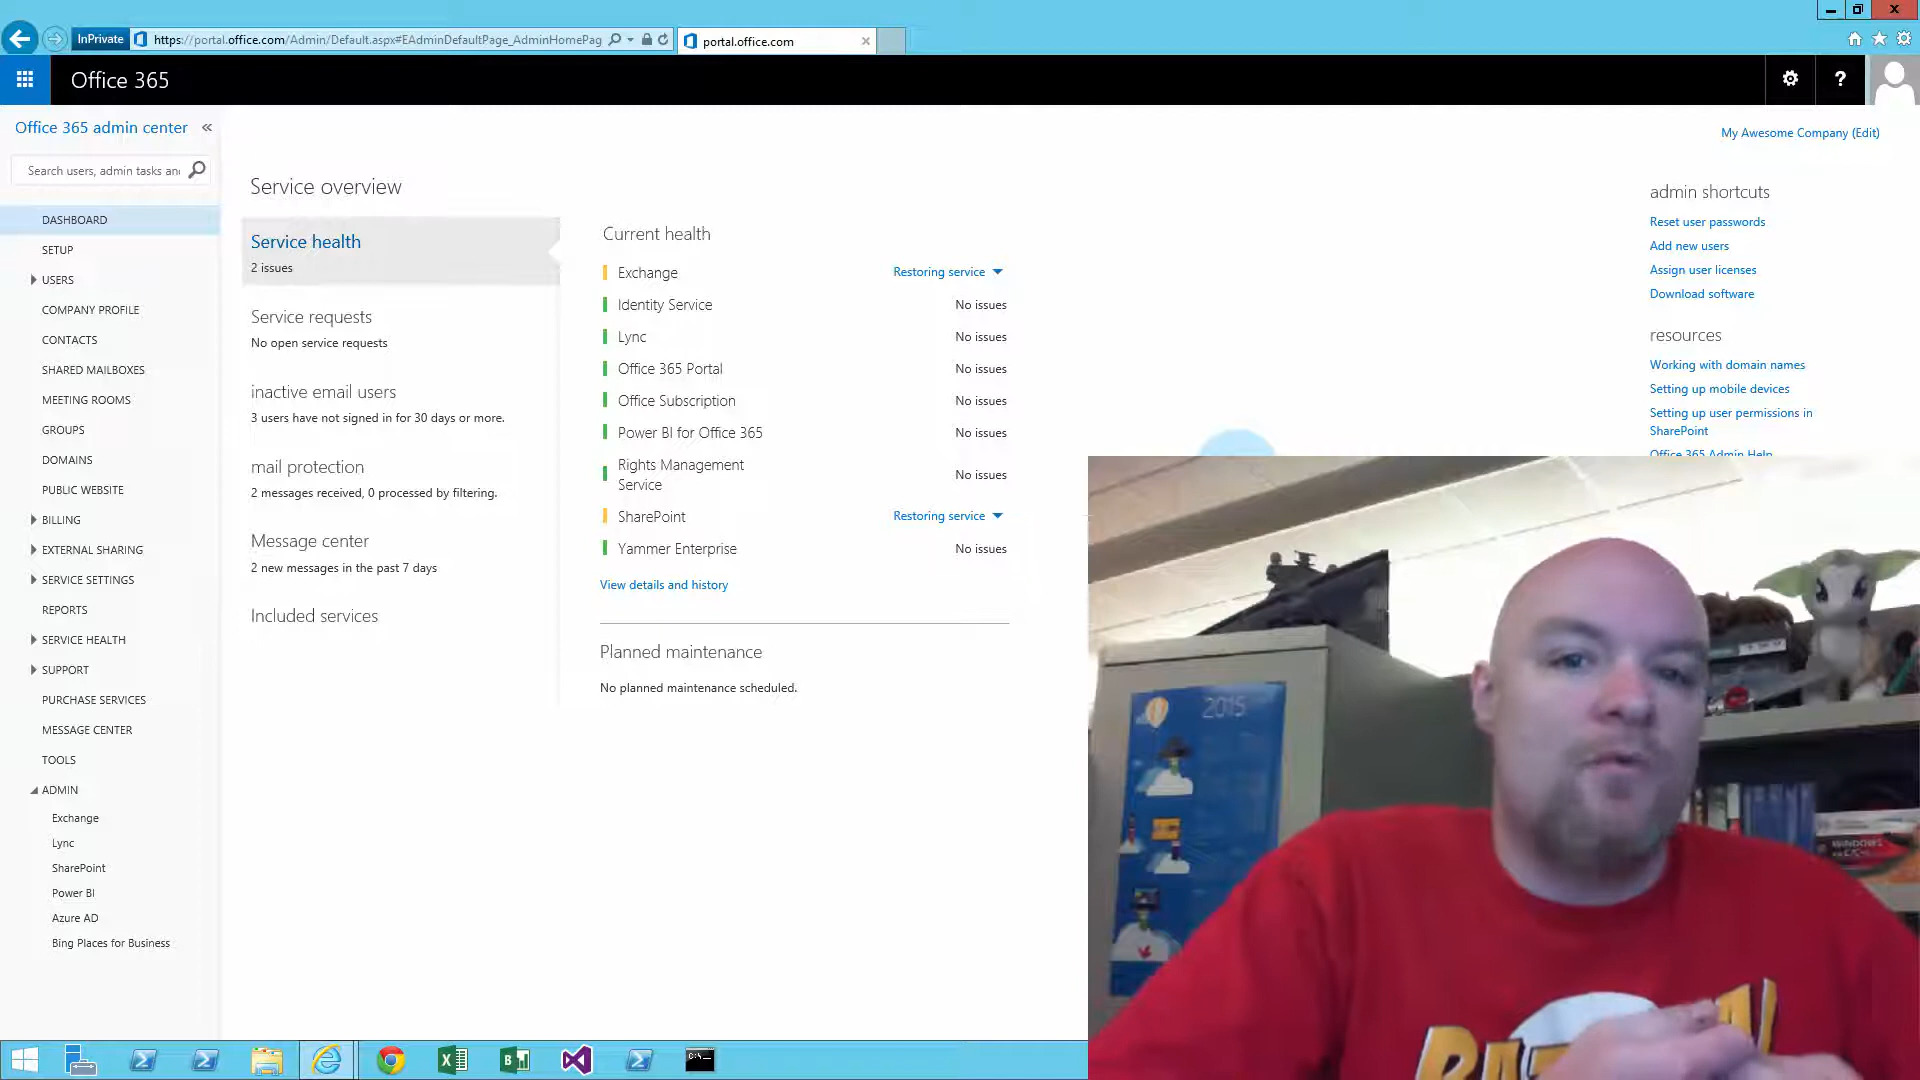 InPrivate
https://portal.office.com/Admin/Default.aspx#EAdminDefaultPage_AdminHomePag
portal.office.com
Office 365
?
Office 365 admin center
Search users, admin tasks and
DASHBOARD
SETUP
USERS
COMPANY PROFILE
CONTACTS
SHARED MAILBOXES
MEETING ROOMS
GROUPS
DOMAINS
PUBLIC WEBSITE
BILLING
EXTERNAL SHARING
SERVICE SETTINGS
REPORTS
SERVICE HEALTH
SUPPORT
PURCHASE SERVICES
MESSAGE CENTER
TOOLS
ADMIN
Exchange
Lync
SharePoint
Power BI
Azure AD
Bing Places for Business
Service overview
Service health
2 issues
Service requests
No open service requests
inactive email users
3 users have not signed in for 30 days or more.
mail protection
2 messages received, 0 processed by filtering.
Message center
2 new messages in the past 7 days
Included services
Current health
Exchange Restoring service
Identity Service No issues
Lync No issues
Office 365 Portal No issues
Office Subscription No issues
Power BI for Office 365 No issues
Rights Management
Service No issues
SharePoint Restoring service
Yammer Enterprise No issues
View details and history
Planned maintenance
No planned maintenance scheduled.
My Awesome Company (Edit)
admin shortcuts
Reset user passwords
Add new users
Assign user licenses
Download software
resources
Working with domain names
Setting up mobile devices
Setting up user permissions in
SharePoint
Office 365 Admin Help
2015
WINDOWS